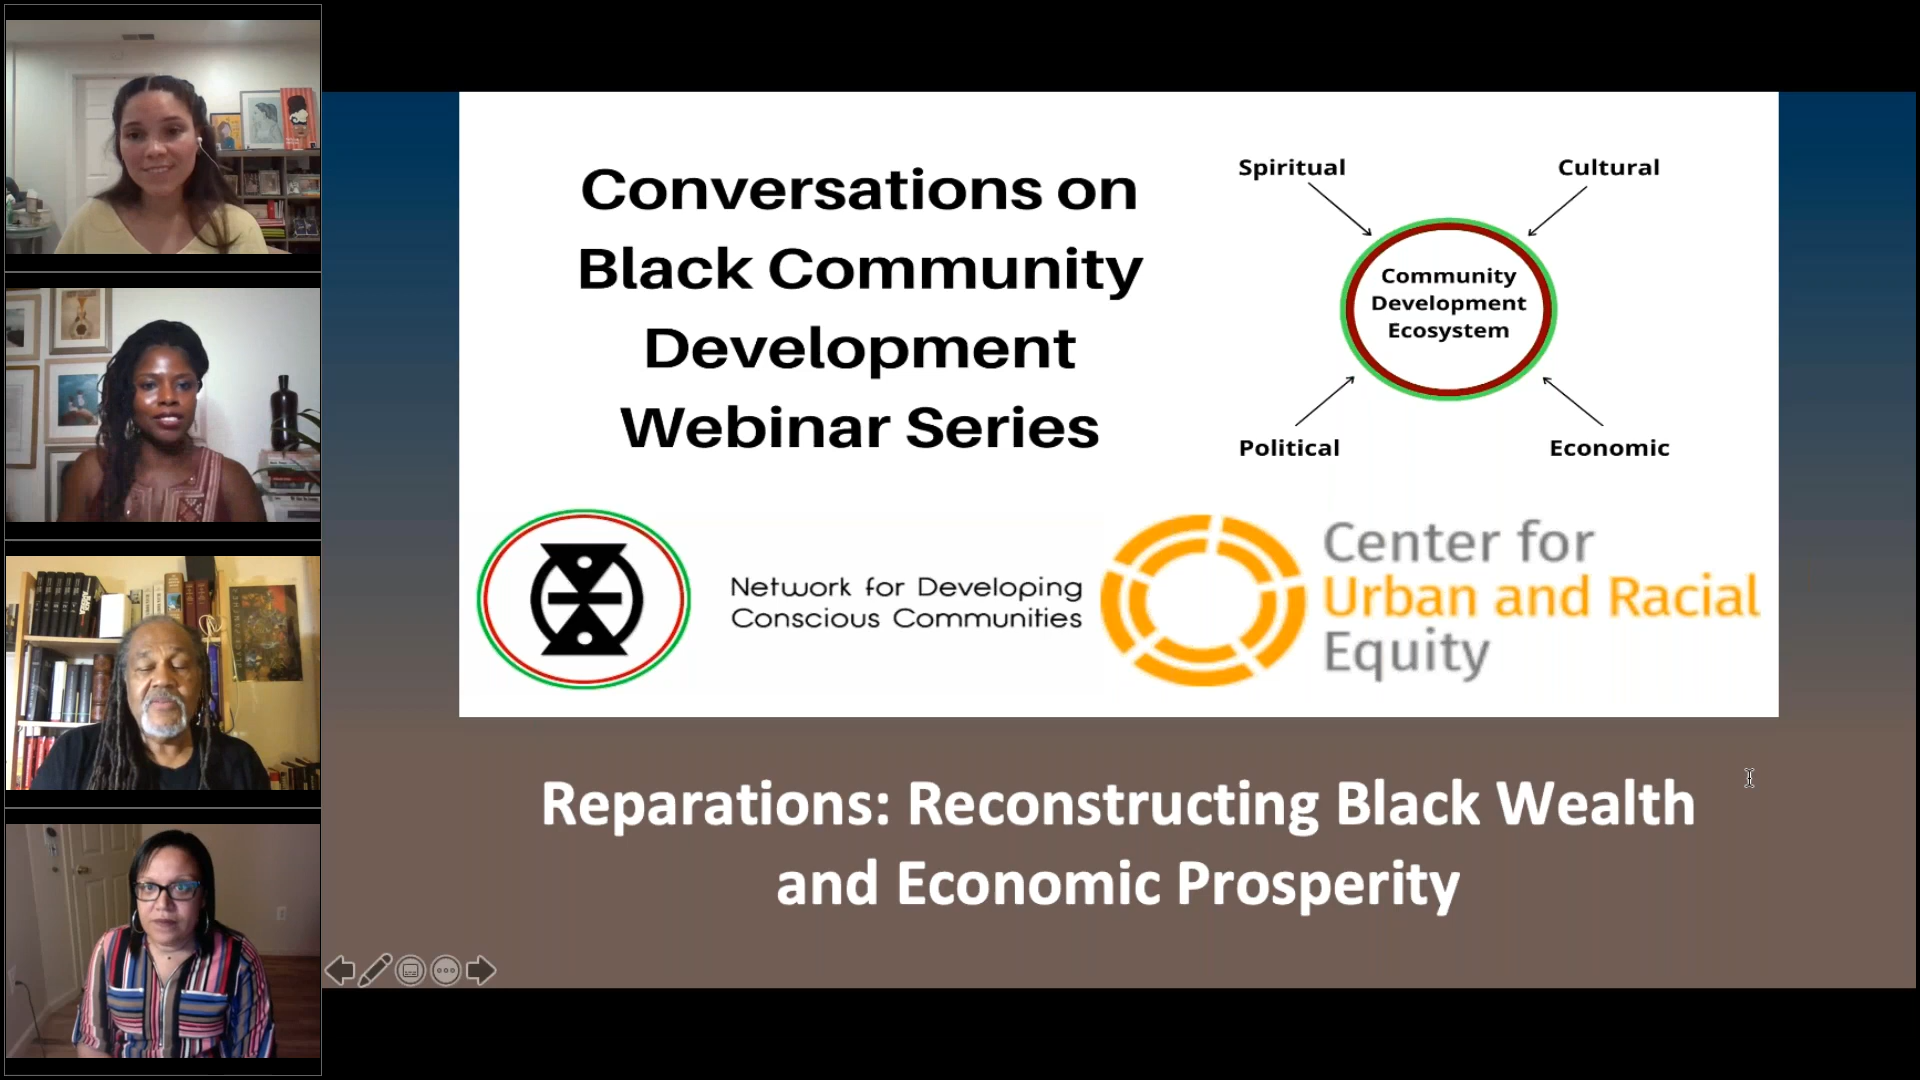 Conversations on
Black Community
Development
Webinar Series
Spiritual
Cultural
Community
Development
Ecosystem
Political
Economic
Network for Developing
Conscious Communities
Center for
Urban and Racial
Equity
Reparations: Reconstructing Black Wealth
and Economic Prosperity